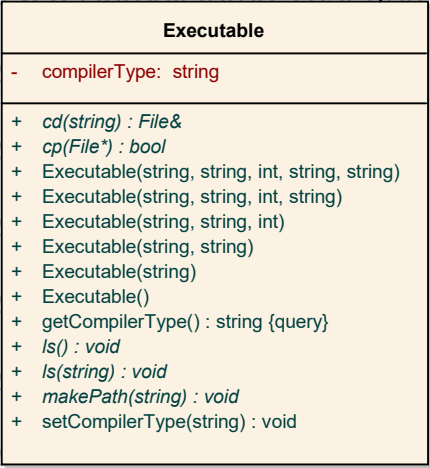 Executable
- compilerType: string
+ cd(string) : File&
+ cp(File*) : bool
+ Executable(string, string, int, string, string)
+ Executable(string, string, int, string)
+ Executable(string, string, int)
+ Executable(string, string)
+ Executable(string)
+ Executable()
+ getCompilerType() : string {query}
+ ls() : void
+ ls(string) : void
+ makePath(string) : void
+ setCompilerType(string) : void